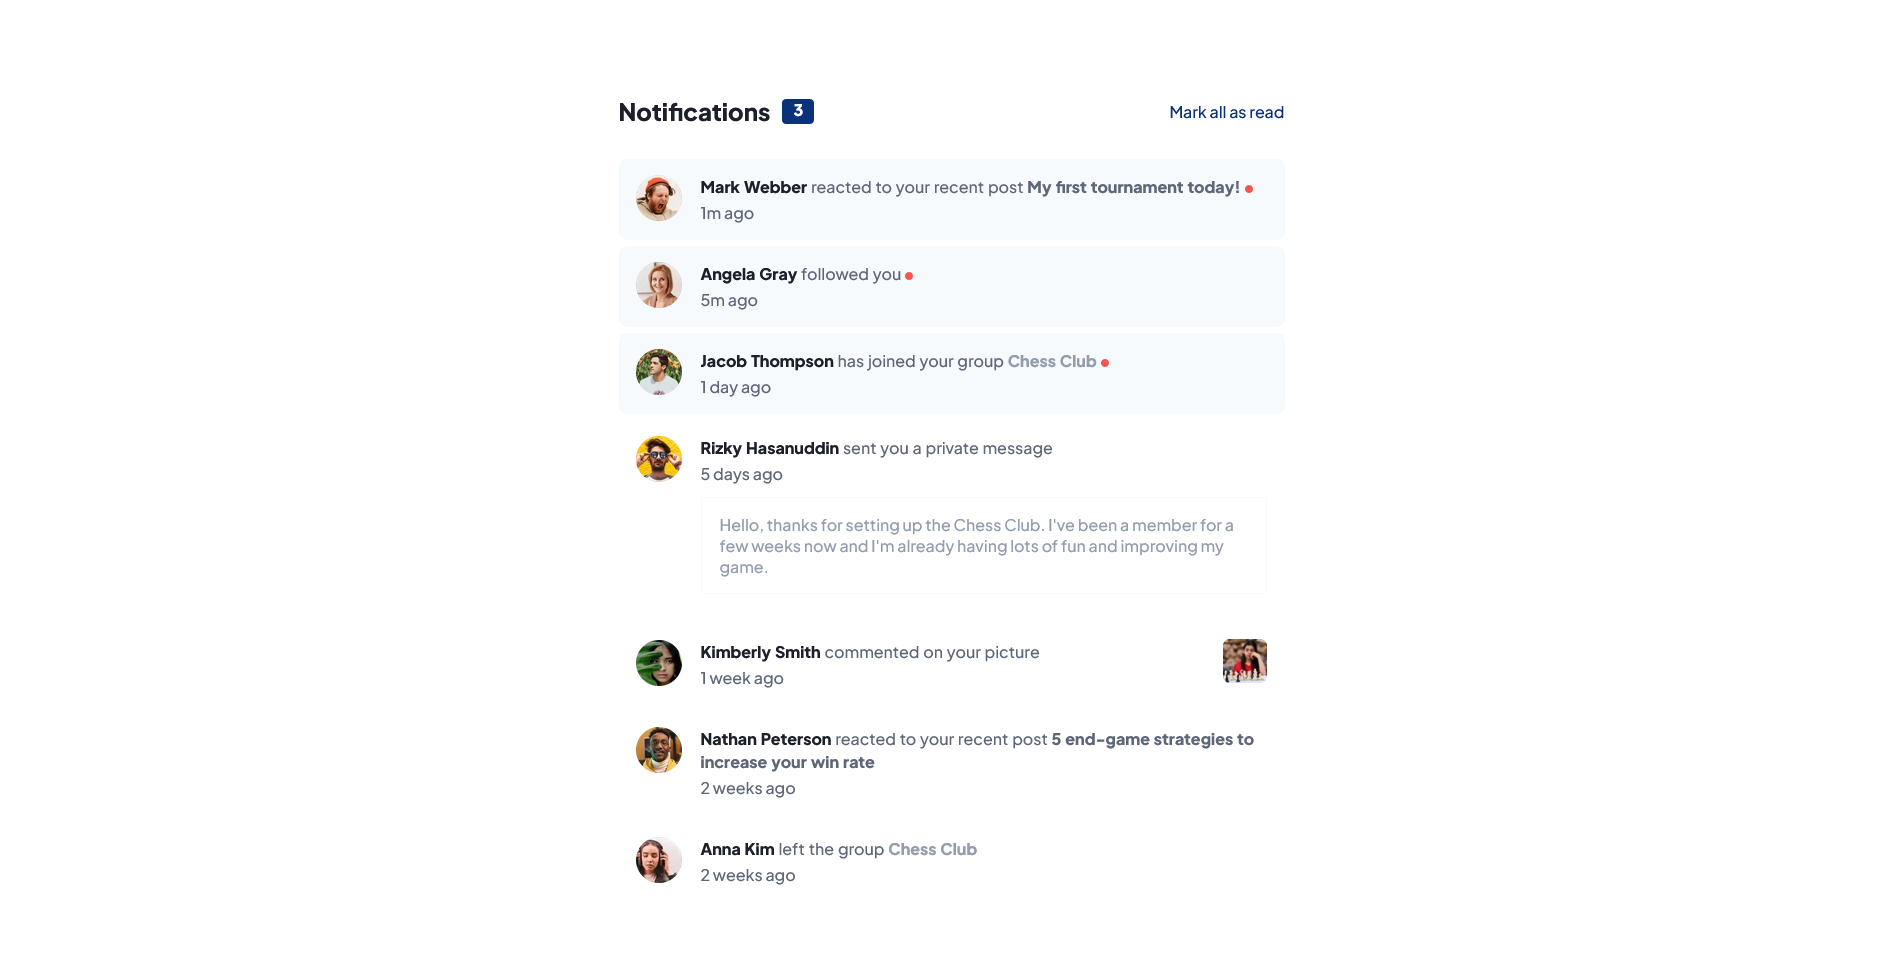 Notifications 3 Mark all as read
Mark Webber reacted to your recent post My first tournament today!
1m ago
Angela Gray followed you
5m ago
Jacob Thompson has joined your group Chess Club
1 day ago
Rizky Hasanuddin sent you a private message
5 days ago
Hello, thanks for setting up the Chess Club. I've been a member for a
few weeks now and I'm already having lots of fun and improving my
game.
Kimberly Smith commented on your picture
1 week ago
Nathan Peterson reacted to your recent post 5 end-game strategies to
increase your win rate
2 weeks ago
Anna Kim left the group Chess Club
2 weeks ago